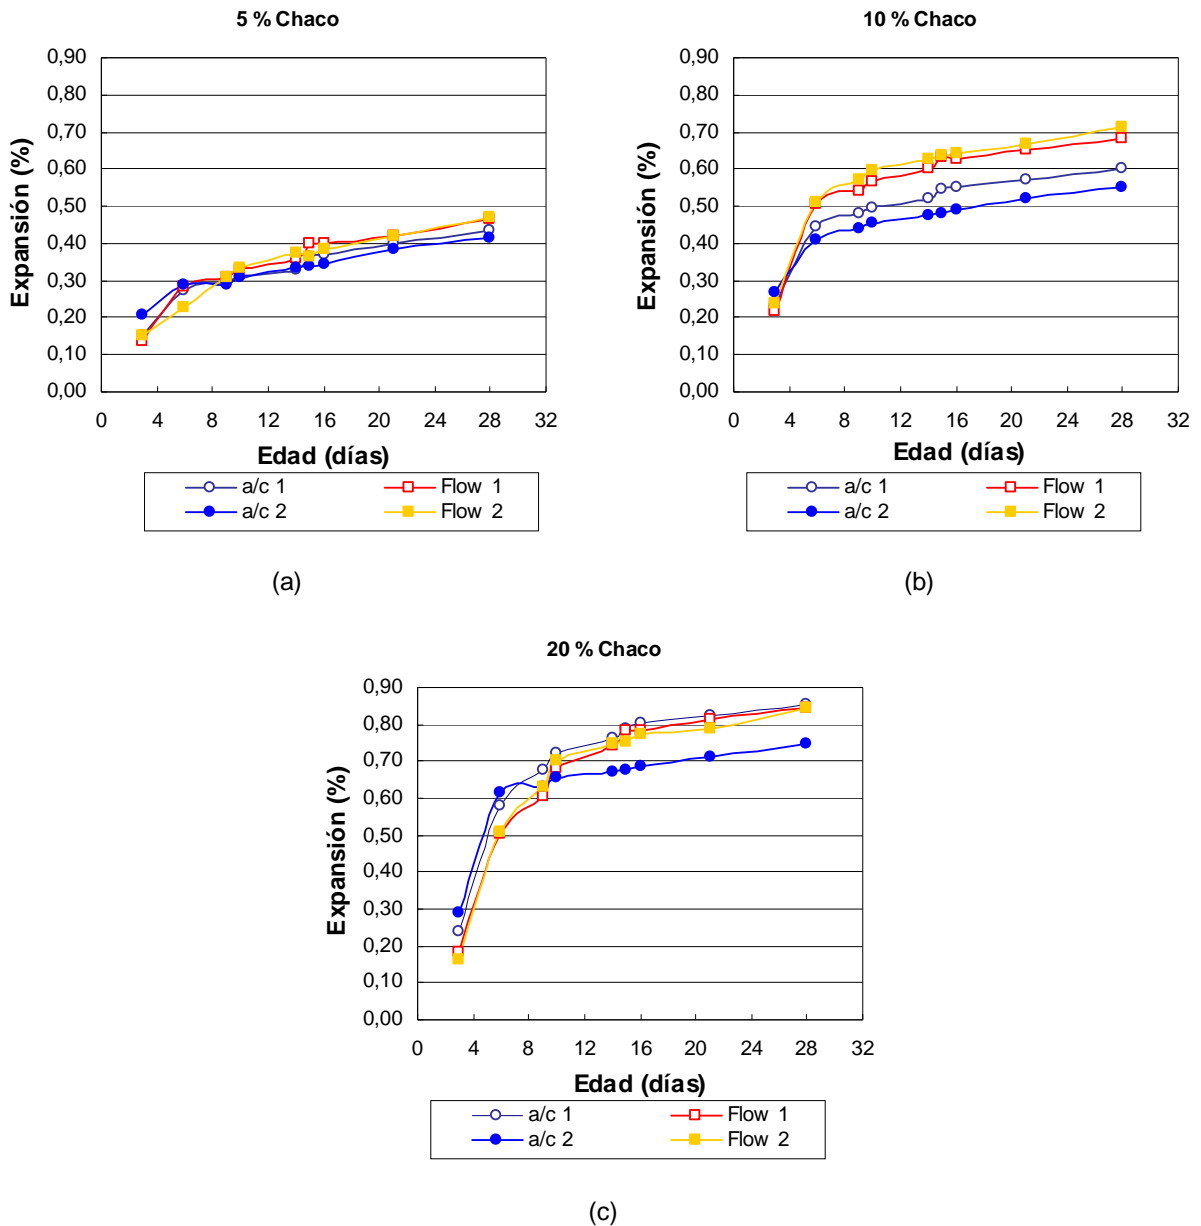 5 % Chaco
0,90
0,80
0,70
0,60
0,50
0,40
0,30
0,20
0,10
0,00
Expansión (%)
0 4 8 12 16 20 24 28 32
Edad (días)
a/c 1 Flow 1
a/c 2 Flow 2
(a)
10 % Chaco
0,90
0,80
0,70
0,60
0,50
0,40
0,30
0,20
0,10
0,00
Expansión (%)
0 4 8 12 16 20 24 28 32
Edad (días)
a/c 1 Flow 1
a/c 2 Flow 2
(b)
20 % Chaco
0,90
0,80
0,70
0,60
0,50
0,40
0,30
0,20
0,10
0,00
Expansión (%)
0 4 8 12 16 20 24 28 32
Edad (días)
a/c 1 Flow 1
a/c 2 Flow 2
(c)